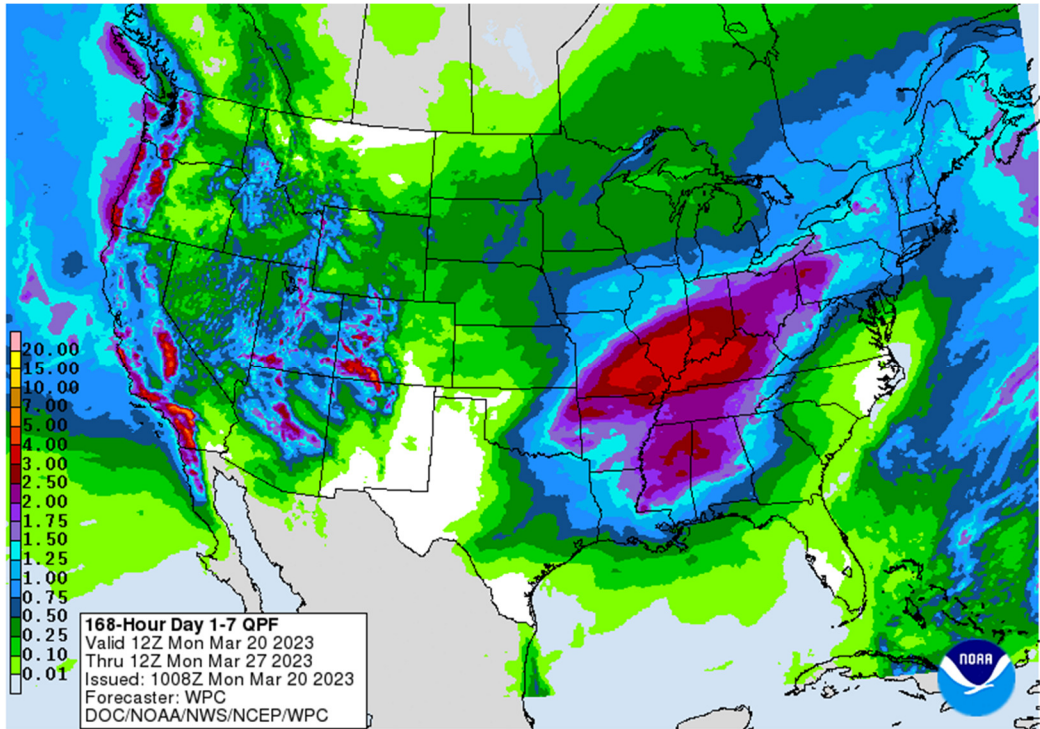 20.00
15.00
10.00
7.00
5.00
4.00
3.00
2.50
2.00
1.75
1.50
1.25
1.00
0.75
0.50
0.25
0.10
0.01
168-Hour Day 1-7 QPF
Valid 12Z Mon Mar 20 2023
Thru 12Z Mon Mar 27 2023
Issued: 1008Z Mon Mar 20 2023
Forecaster: WPC
DOC/NOAA/NWS/NCEP/WPC
NOAA